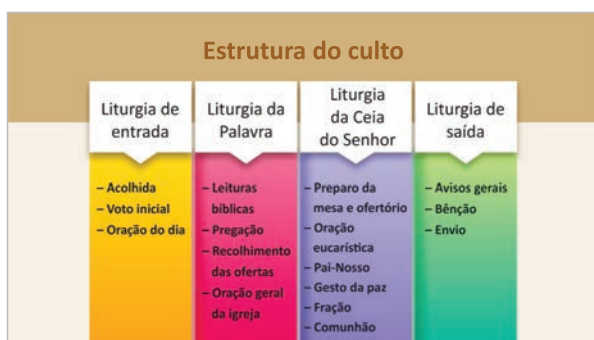 Estrutura do culto
Liturgia de
entrada
– Acolhida
– Voto inicial
– Oração do dia
Liturgia da
Palavra
– Leituras
bíblicas
– Pregação
– Recolhimento
das ofertas
– Oração geral
da igreja
Liturgia
da Ceia
do Senhor
– Preparo da
mesa e ofertório
– Oração
eucarística
– Pai-Nosso
– Gesto da paz
– Fração
– Comunhão
Liturgia de
saída
– Avisos gerais
– Bênção
– Envio